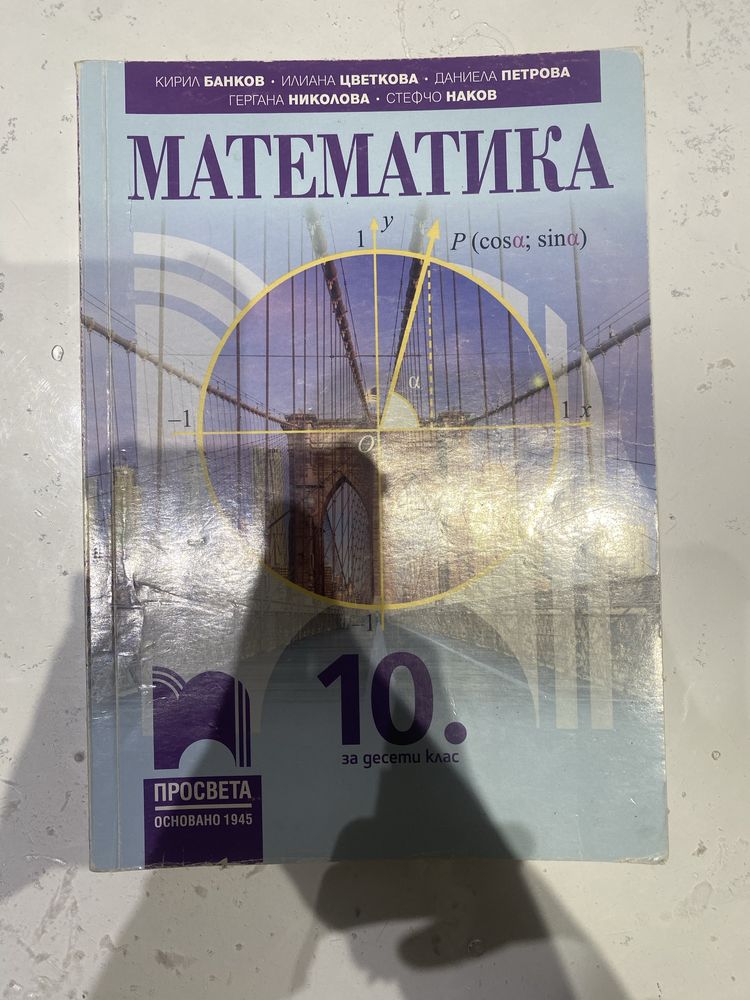 КИРИЛ БАНКОВ · ИЛИАНА ЦВЕТКОВА · ДАНИЕЛА ПЕТРОВА
ГЕРГАНА НИКОЛОВА · СТЕФЧО НАКОВ
МАТЕМАТИКА
y
1
P (cosα; sinα)
α
−1
1 x
O
−1
10.
за десети клас
ПРОСВЕТА
ОСНОВАНО 1945